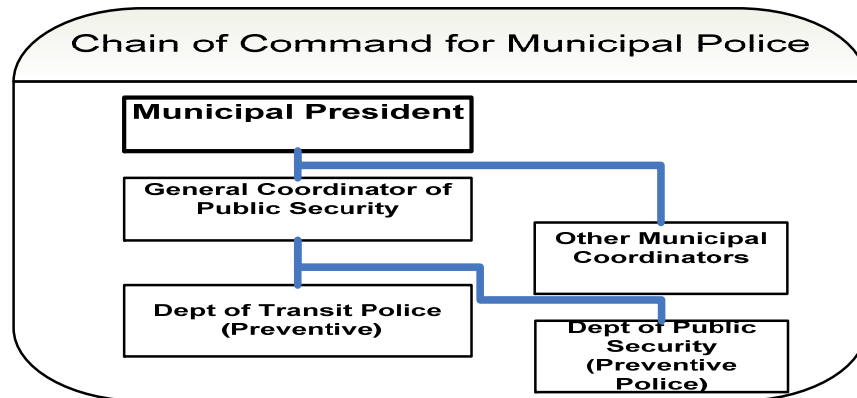 Chain of Command for Municipal Police
Municipal President
General Coordinator of
Public Security
Other Municipal
Coordinators
Dept of Transit Police
(Preventive)
Dept of Public
Security
(Preventive
Police)